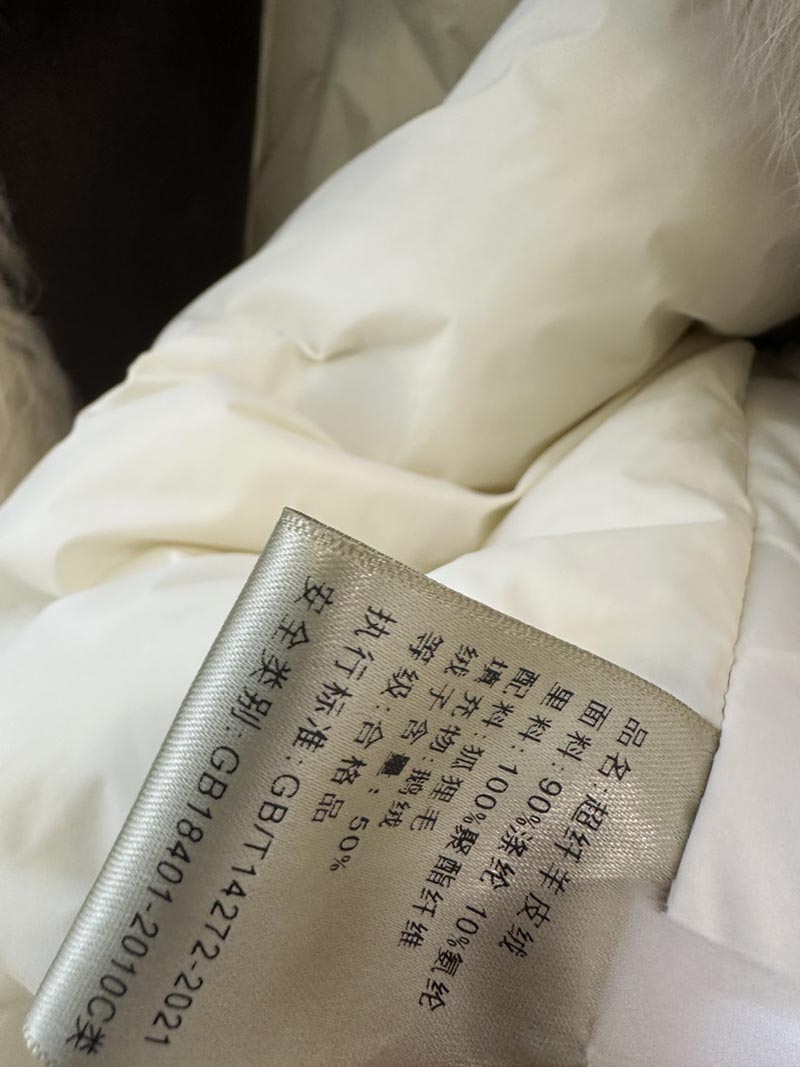 品名:超纤羊皮绒
面料:90%涤纶 10%氨纶
里料:100%聚酯纤维
配料:狐狸毛
填充物:鹅绒
绒子含量:50%
等级:合格品
执行标准:GB/T14272-2021
安全类别:GB18401-2010C类